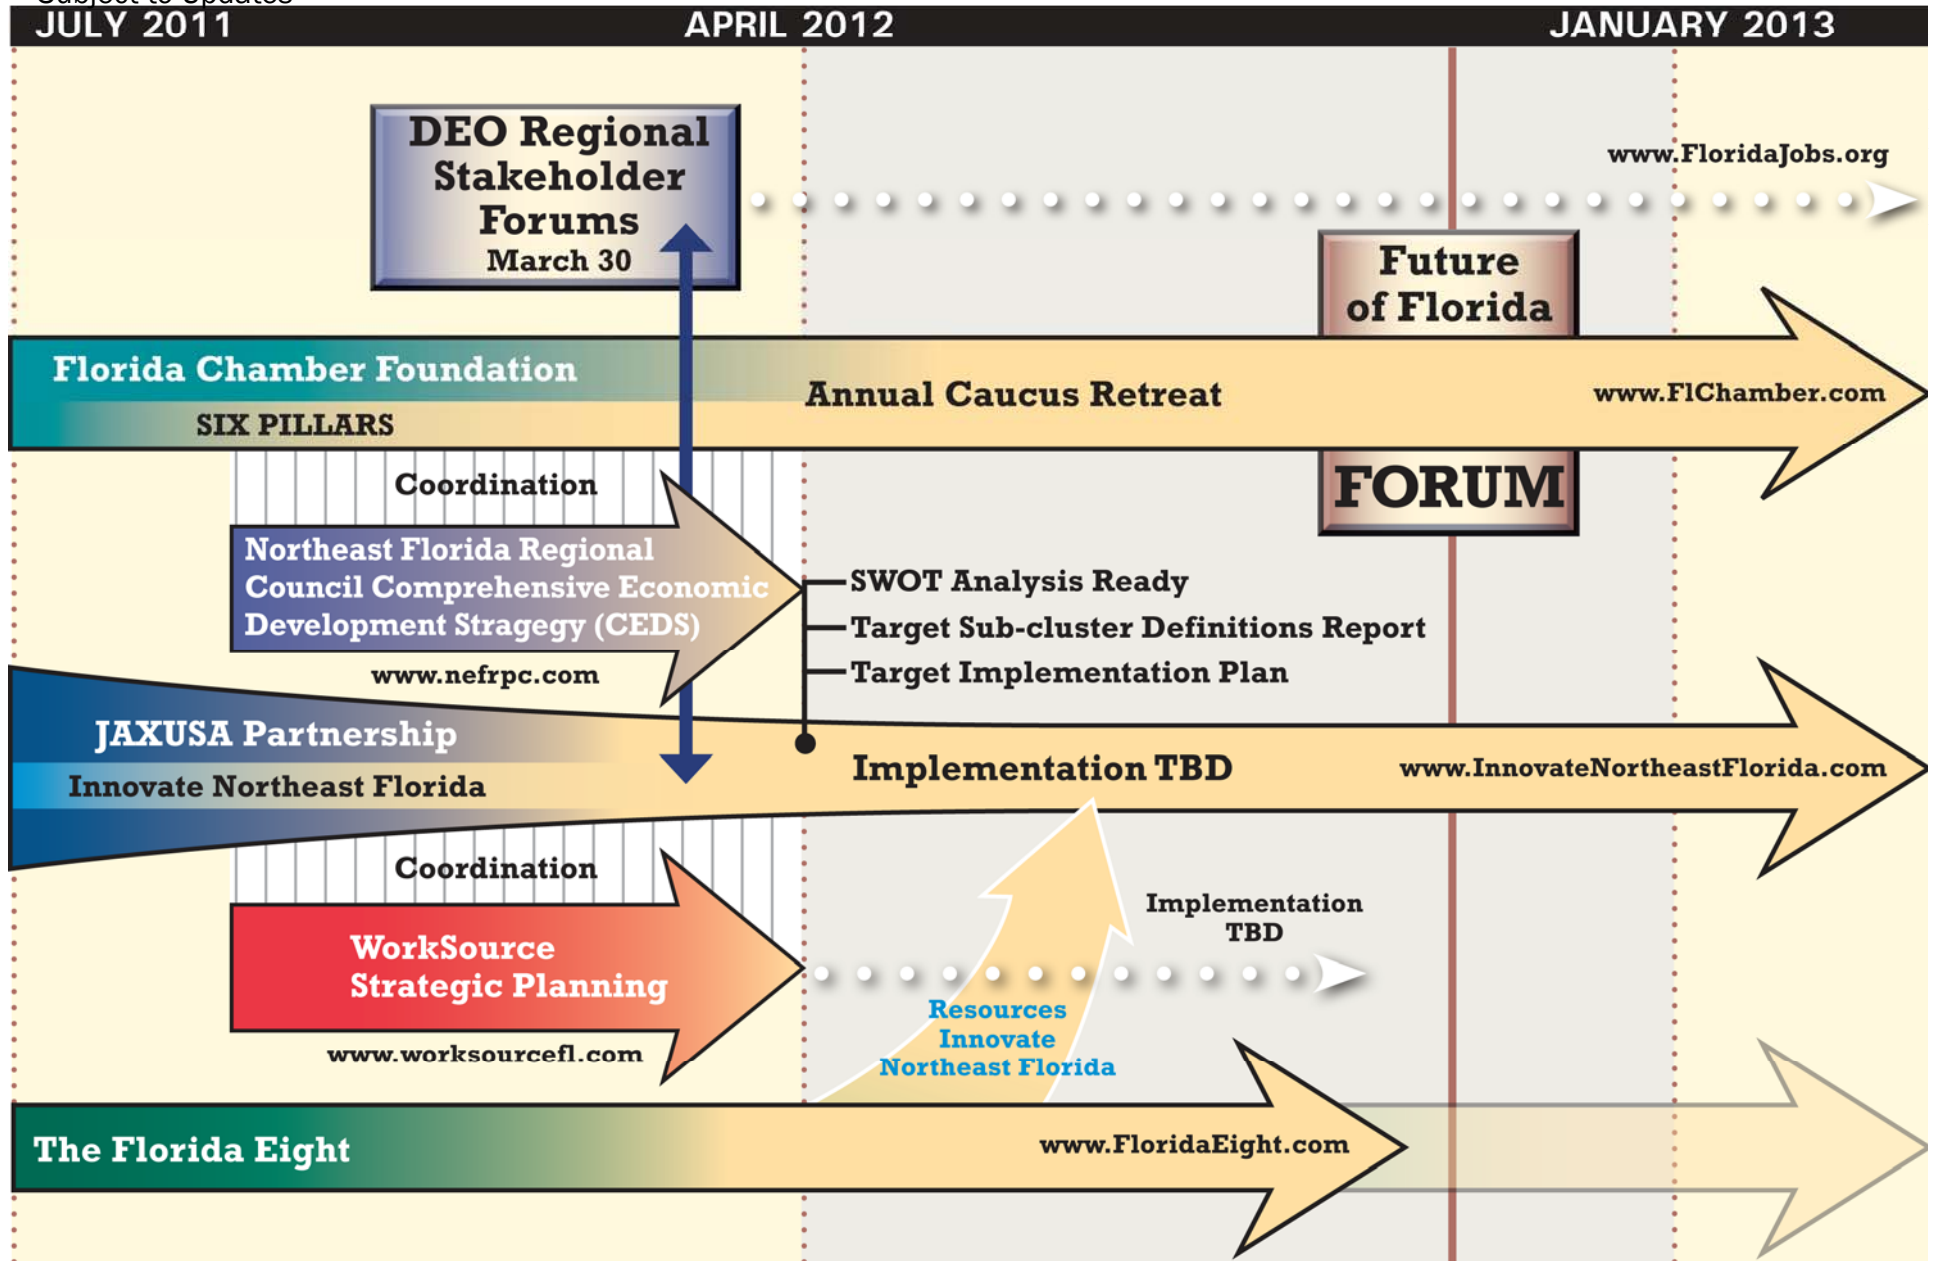 Subject to Updates
JULY 2011
APRIL 2012
JANUARY 2013
DEO Regional
Stakeholder
Forums
March 30
www.FloridaJobs.org
Future
of Florida
Florida Chamber Foundation
SIX PILLARS
Annual Caucus Retreat
www.FlChamber.com
FORUM
Coordination
Northeast Florida Regional
Council Comprehensive Economic
Development Stragegy (CEDS)
www.nefrpc.com
SWOT Analysis Ready
Target Sub-cluster Definitions Report
Target Implementation Plan
JAXUSA Partnership
Innovate Northeast Florida
Implementation TBD
www.InnovateNortheastFlorida.com
Coordination
WorkSource
Strategic Planning
www.worksourcefl.com
Implementation
TBD
Resources
Innovate
Northeast Florida
The Florida Eight
www.FloridaEight.com